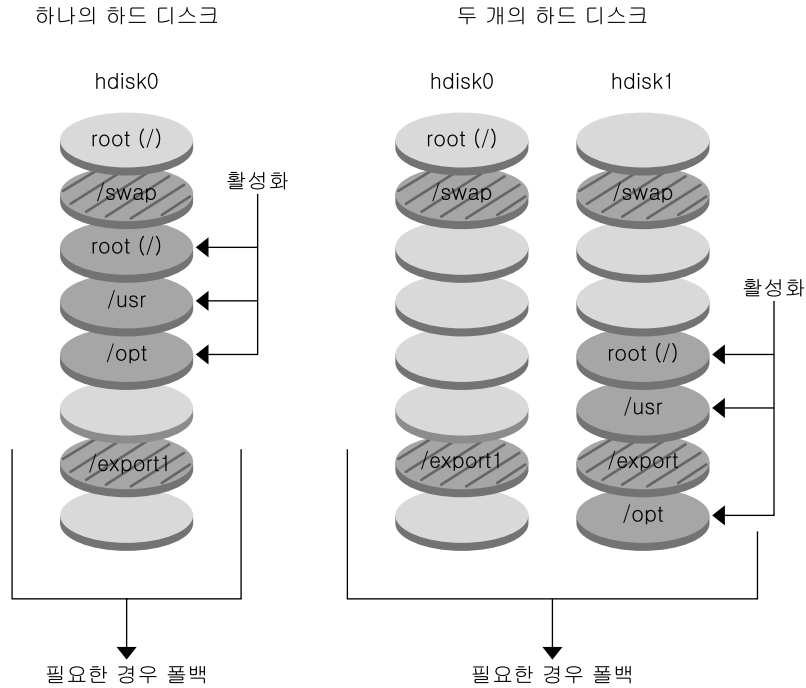 하나의 하드 디스크
hdisk0
root (/)
/swap
활성화
root (/)
/usr
/opt
/export1
필요한 경우 폴백
두 개의 하드 디스크
hdisk0
hdisk1
root (/)
/swap
/swap
활성화
root (/)
/usr
/export1
/export
/opt
필요한 경우 폴백